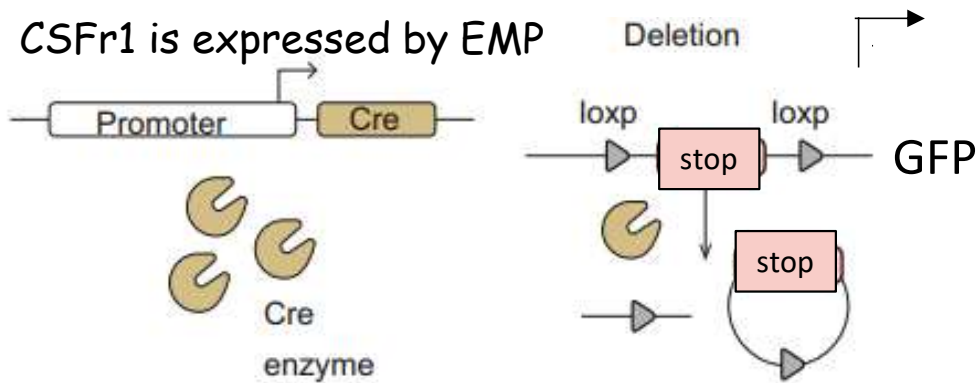 CSFr1 is expressed by EMP
Promoter
Cre
Cre
enzyme
Deletion
loxp
loxp
stop
GFP
stop